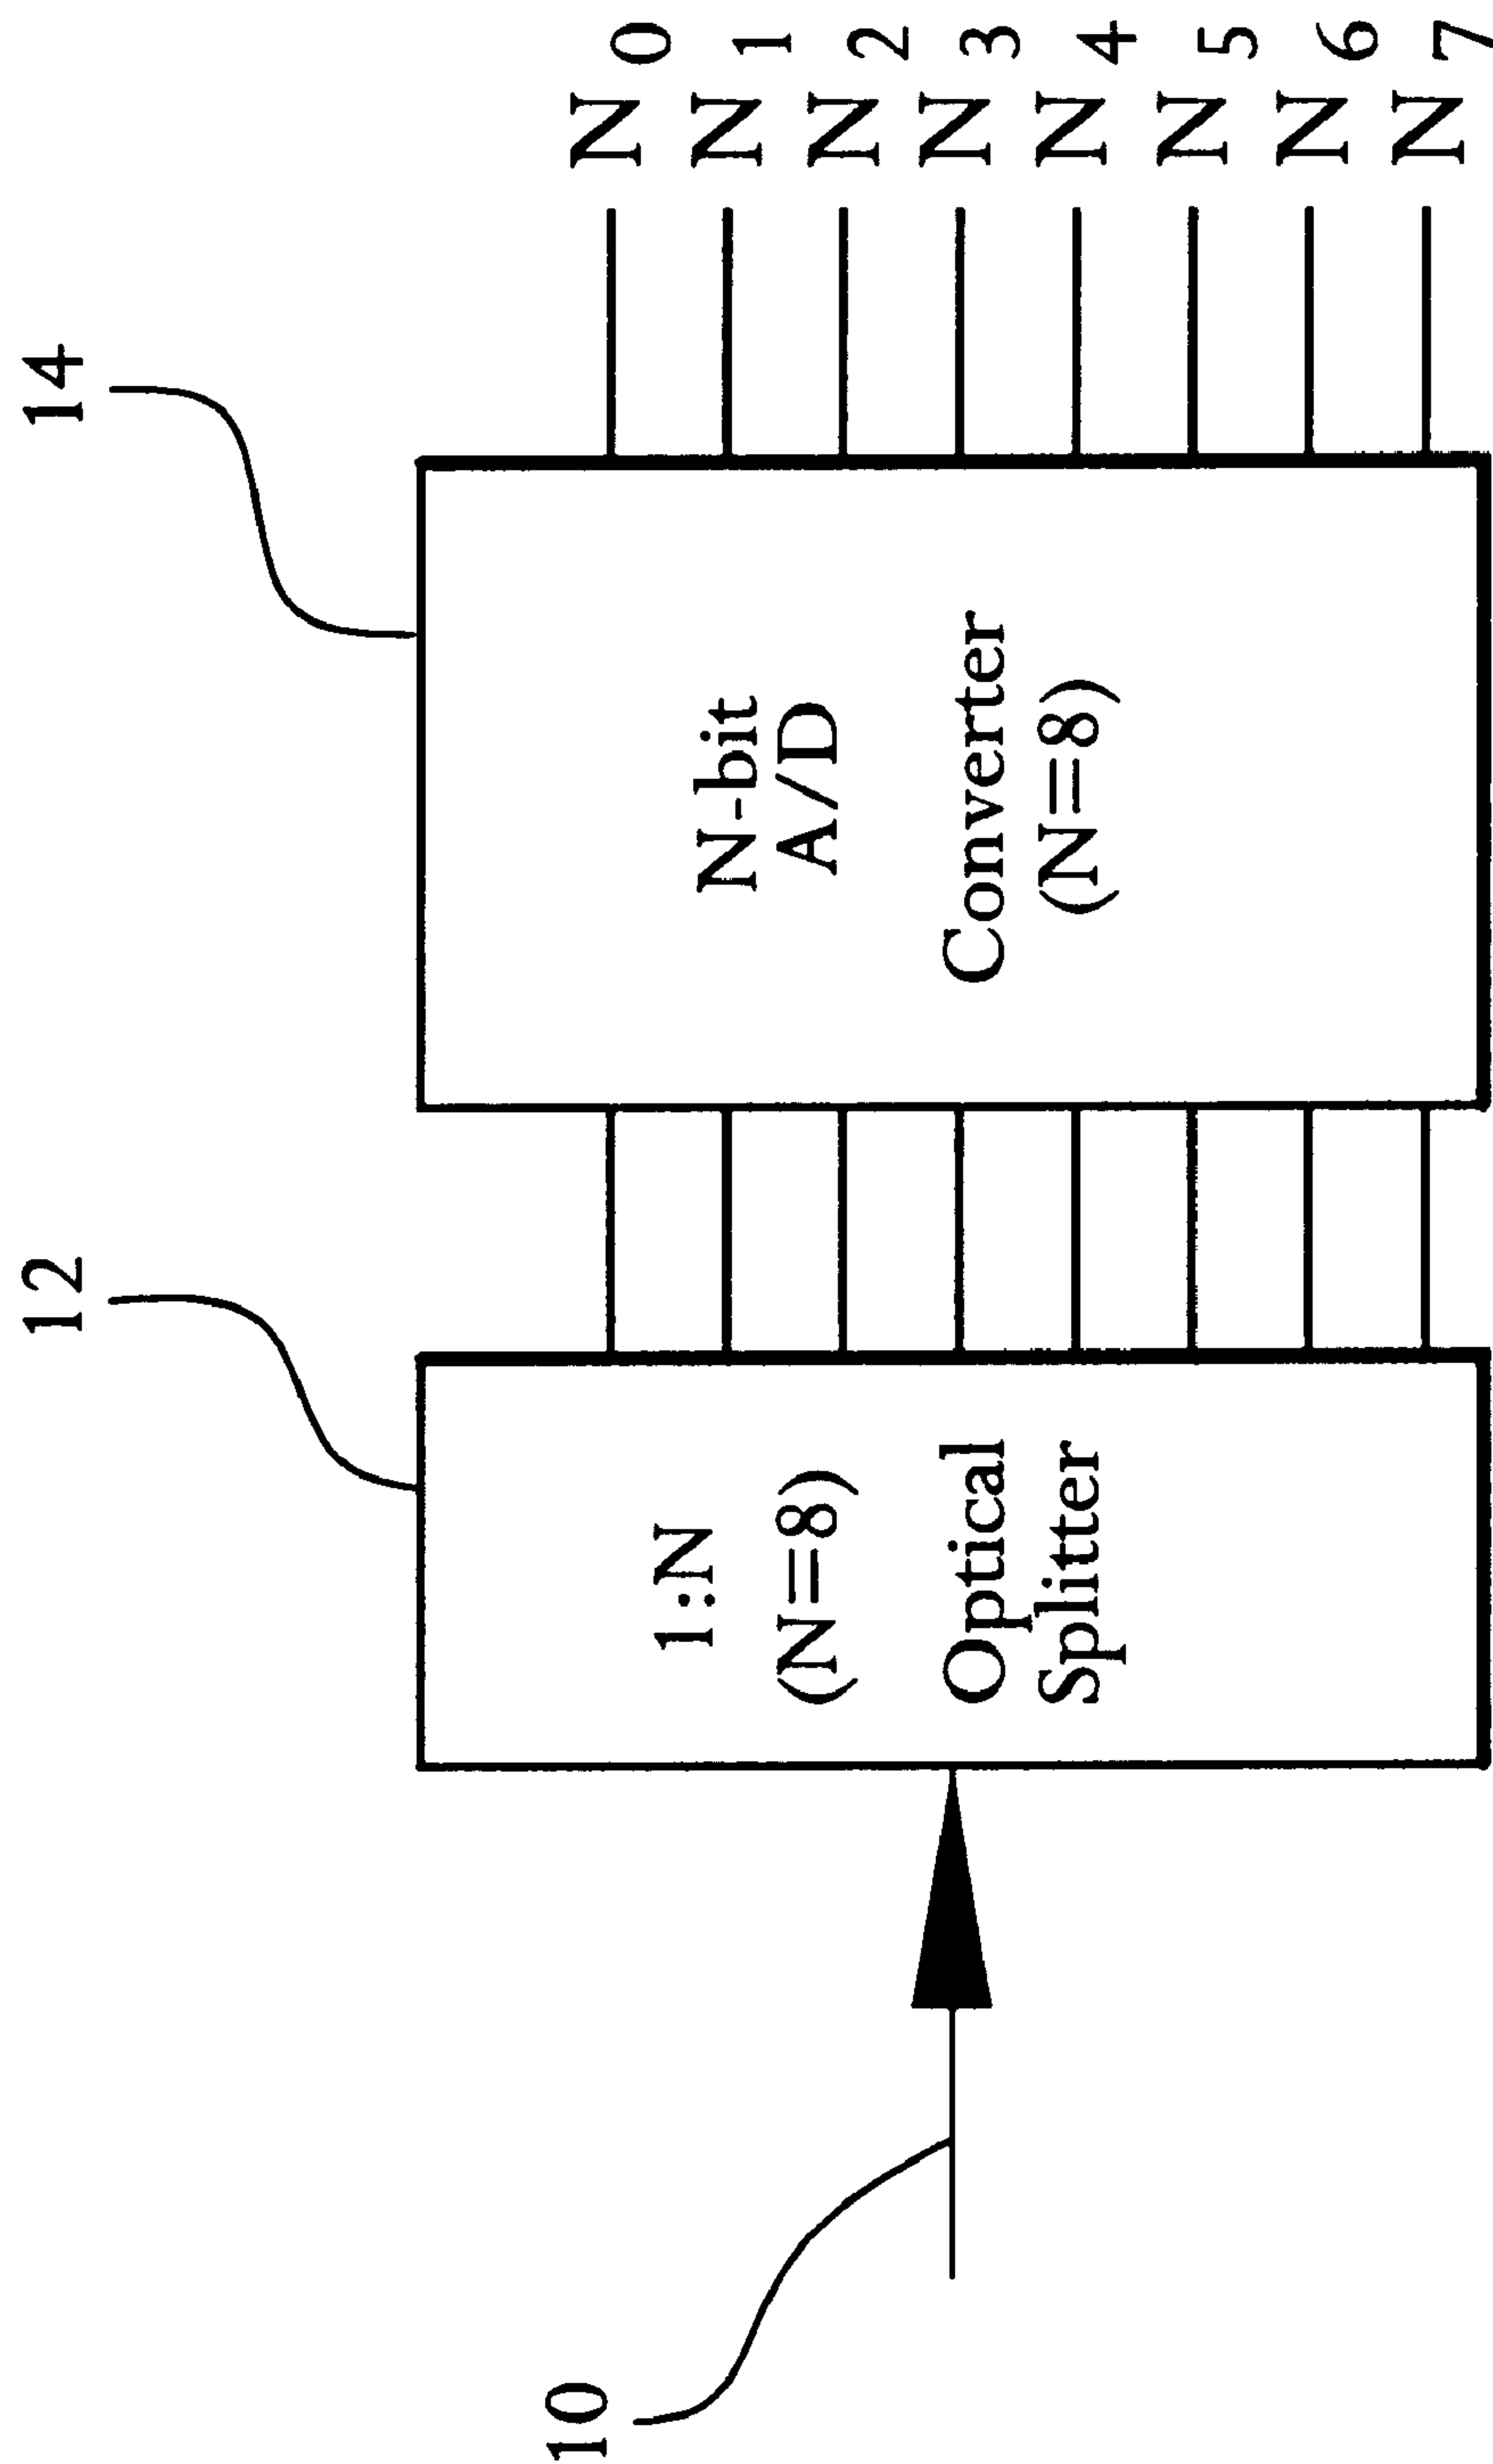 12
14
10
1:N
(N=8)
Optical
Splitter
N-bit
A/D
Converter
(N=8)
N0
N1
N2
N3
N4
N5
N6
N7